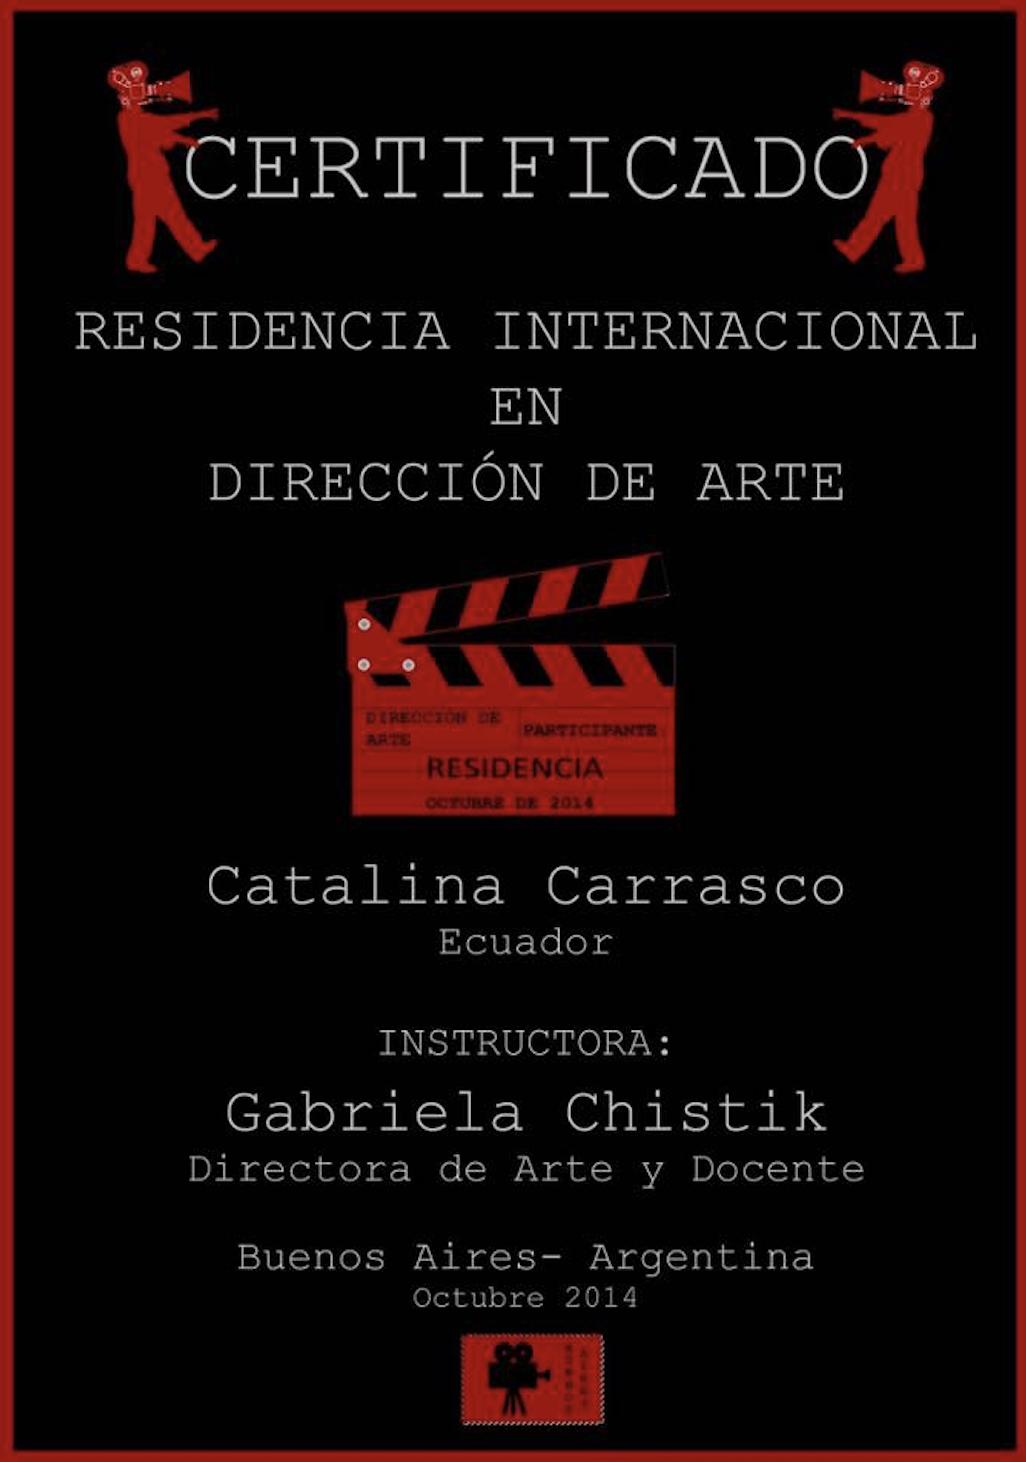 CERTIFICADO
RESIDENCIA INTERNACIONAL
EN
DIRECCIÓN DE ARTE
DIRECCIÓN DE
ARTE
PARTICIPANTE
RESIDENCIA
OCTUBRE DE 2014
Catalina Carrasco
Ecuador
INSTRUCTORA:
Gabriela Chistik
Directora de Arte y Docente
Buenos Aires- Argentina
Octubre 2014